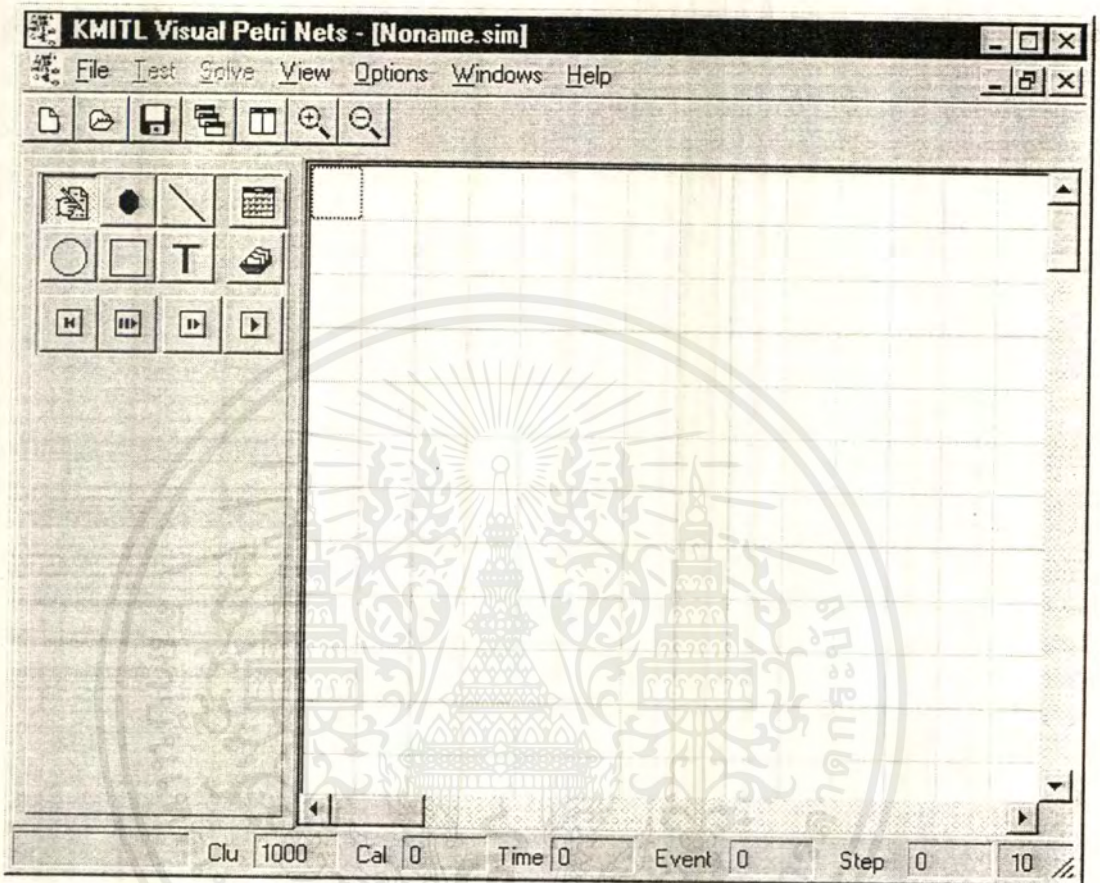 KMITL Visual Petri Nets - [Noname.sim]
File Test Solve View Options Windows Help
T
Clu 1000 Cal 0 Time 0 Event 0 Step 0 10